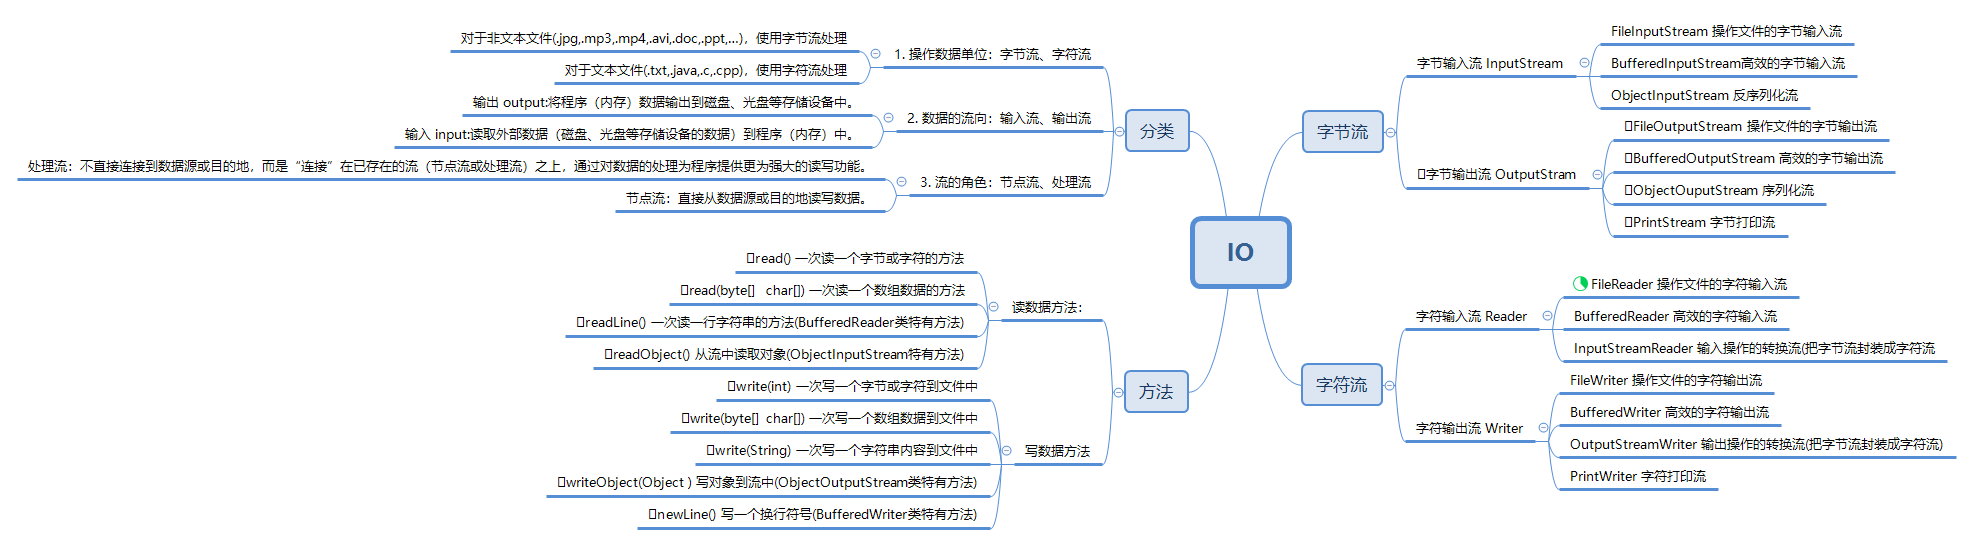 IO
分类
1. 操作数据单位：字节流、字符流
对于非文本文件(.jpg,.mp3,.mp4,.avi,.doc,.ppt,...)，使用字节流处理
对于文本文件(.txt,.java,.c,.cpp)，使用字符流处理
2. 数据的流向：输入流、输出流
输出 output:将程序（内存）数据输出到磁盘、光盘等存储设备中。
输入 input:读取外部数据（磁盘、光盘等存储设备的数据）到程序（内存）中。
3. 流的角色：节点流、处理流
处理流：不直接连接到数据源或目的地，而是“连接”在已存在的流（节点流或处理流）之上，通过对数据的处理为程序提供更为强大的读写功能。
节点流：直接从数据源或目的地读写数据。
方法
读数据方法：
read() 一次读一个字节或字符的方法
read(byte[] char[]) 一次读一个数组数据的方法
readLine() 一次读一行字符串的方法(BufferedReader类特有方法)
readObject() 从流中读取对象(ObjectInputStream特有方法)
写数据方法
write(int) 一次写一个字节或字符到文件中
write(byte[] char[]) 一次写一个数组数据到文件中
write(String) 一次写一个字符串内容到文件中
writeObject(Object ) 写对象到流中(ObjectOutputStream类特有方法)
newLine() 写一个换行符号(BufferedWriter类特有方法)
字节流
字节输入流 InputStream
FileInputStream 操作文件的字节输入流
BufferedInputStream高效的字节输入流
ObjectInputStream 反序列化流
字节输出流 OutputStram
FileOutputStream 操作文件的字节输出流
BufferedOutputStream 高效的字节输出流
ObjectOuputStream 序列化流
PrintStream 字节打印流
字符流
字符输入流 Reader
FileReader 操作文件的字符输入流
BufferedReader 高效的字符输入流
InputStreamReader 输入操作的转换流(把字节流封装成字符流
字符输出流 Writer
FileWriter 操作文件的字符输出流
BufferedWriter 高效的字符输出流
OutputStreamWriter 输出操作的转换流(把字节流封装成字符流)
PrintWriter 字符打印流